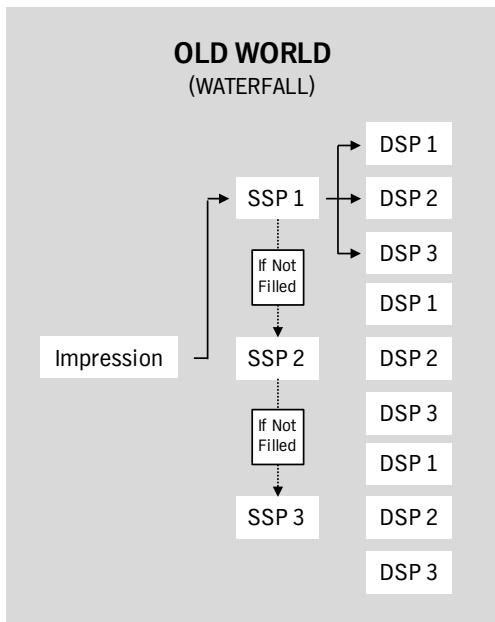 OLD WORLD
(WATERFALL)
DSP 1
SSP 1
DSP 2
DSP 3
If Not
Filled
DSP 1
Impression
SSP 2
DSP 2
DSP 3
If Not
Filled
DSP 1
SSP 3
DSP 2
DSP 3